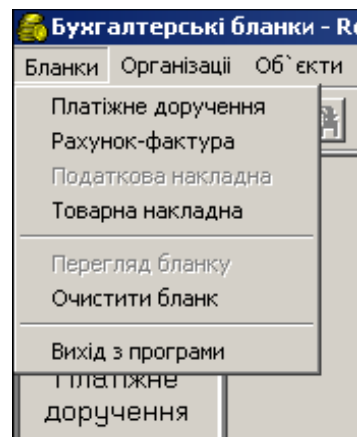 Бухгалтерські бланки - Re
Бланки Організації Об`єкти
Платіжне доручення
Рахунок-фактура
Податкова накладна
Товарна накладна
Перегляд бланку
Очистити бланк
Вихід з програми
Платіжне
доручення